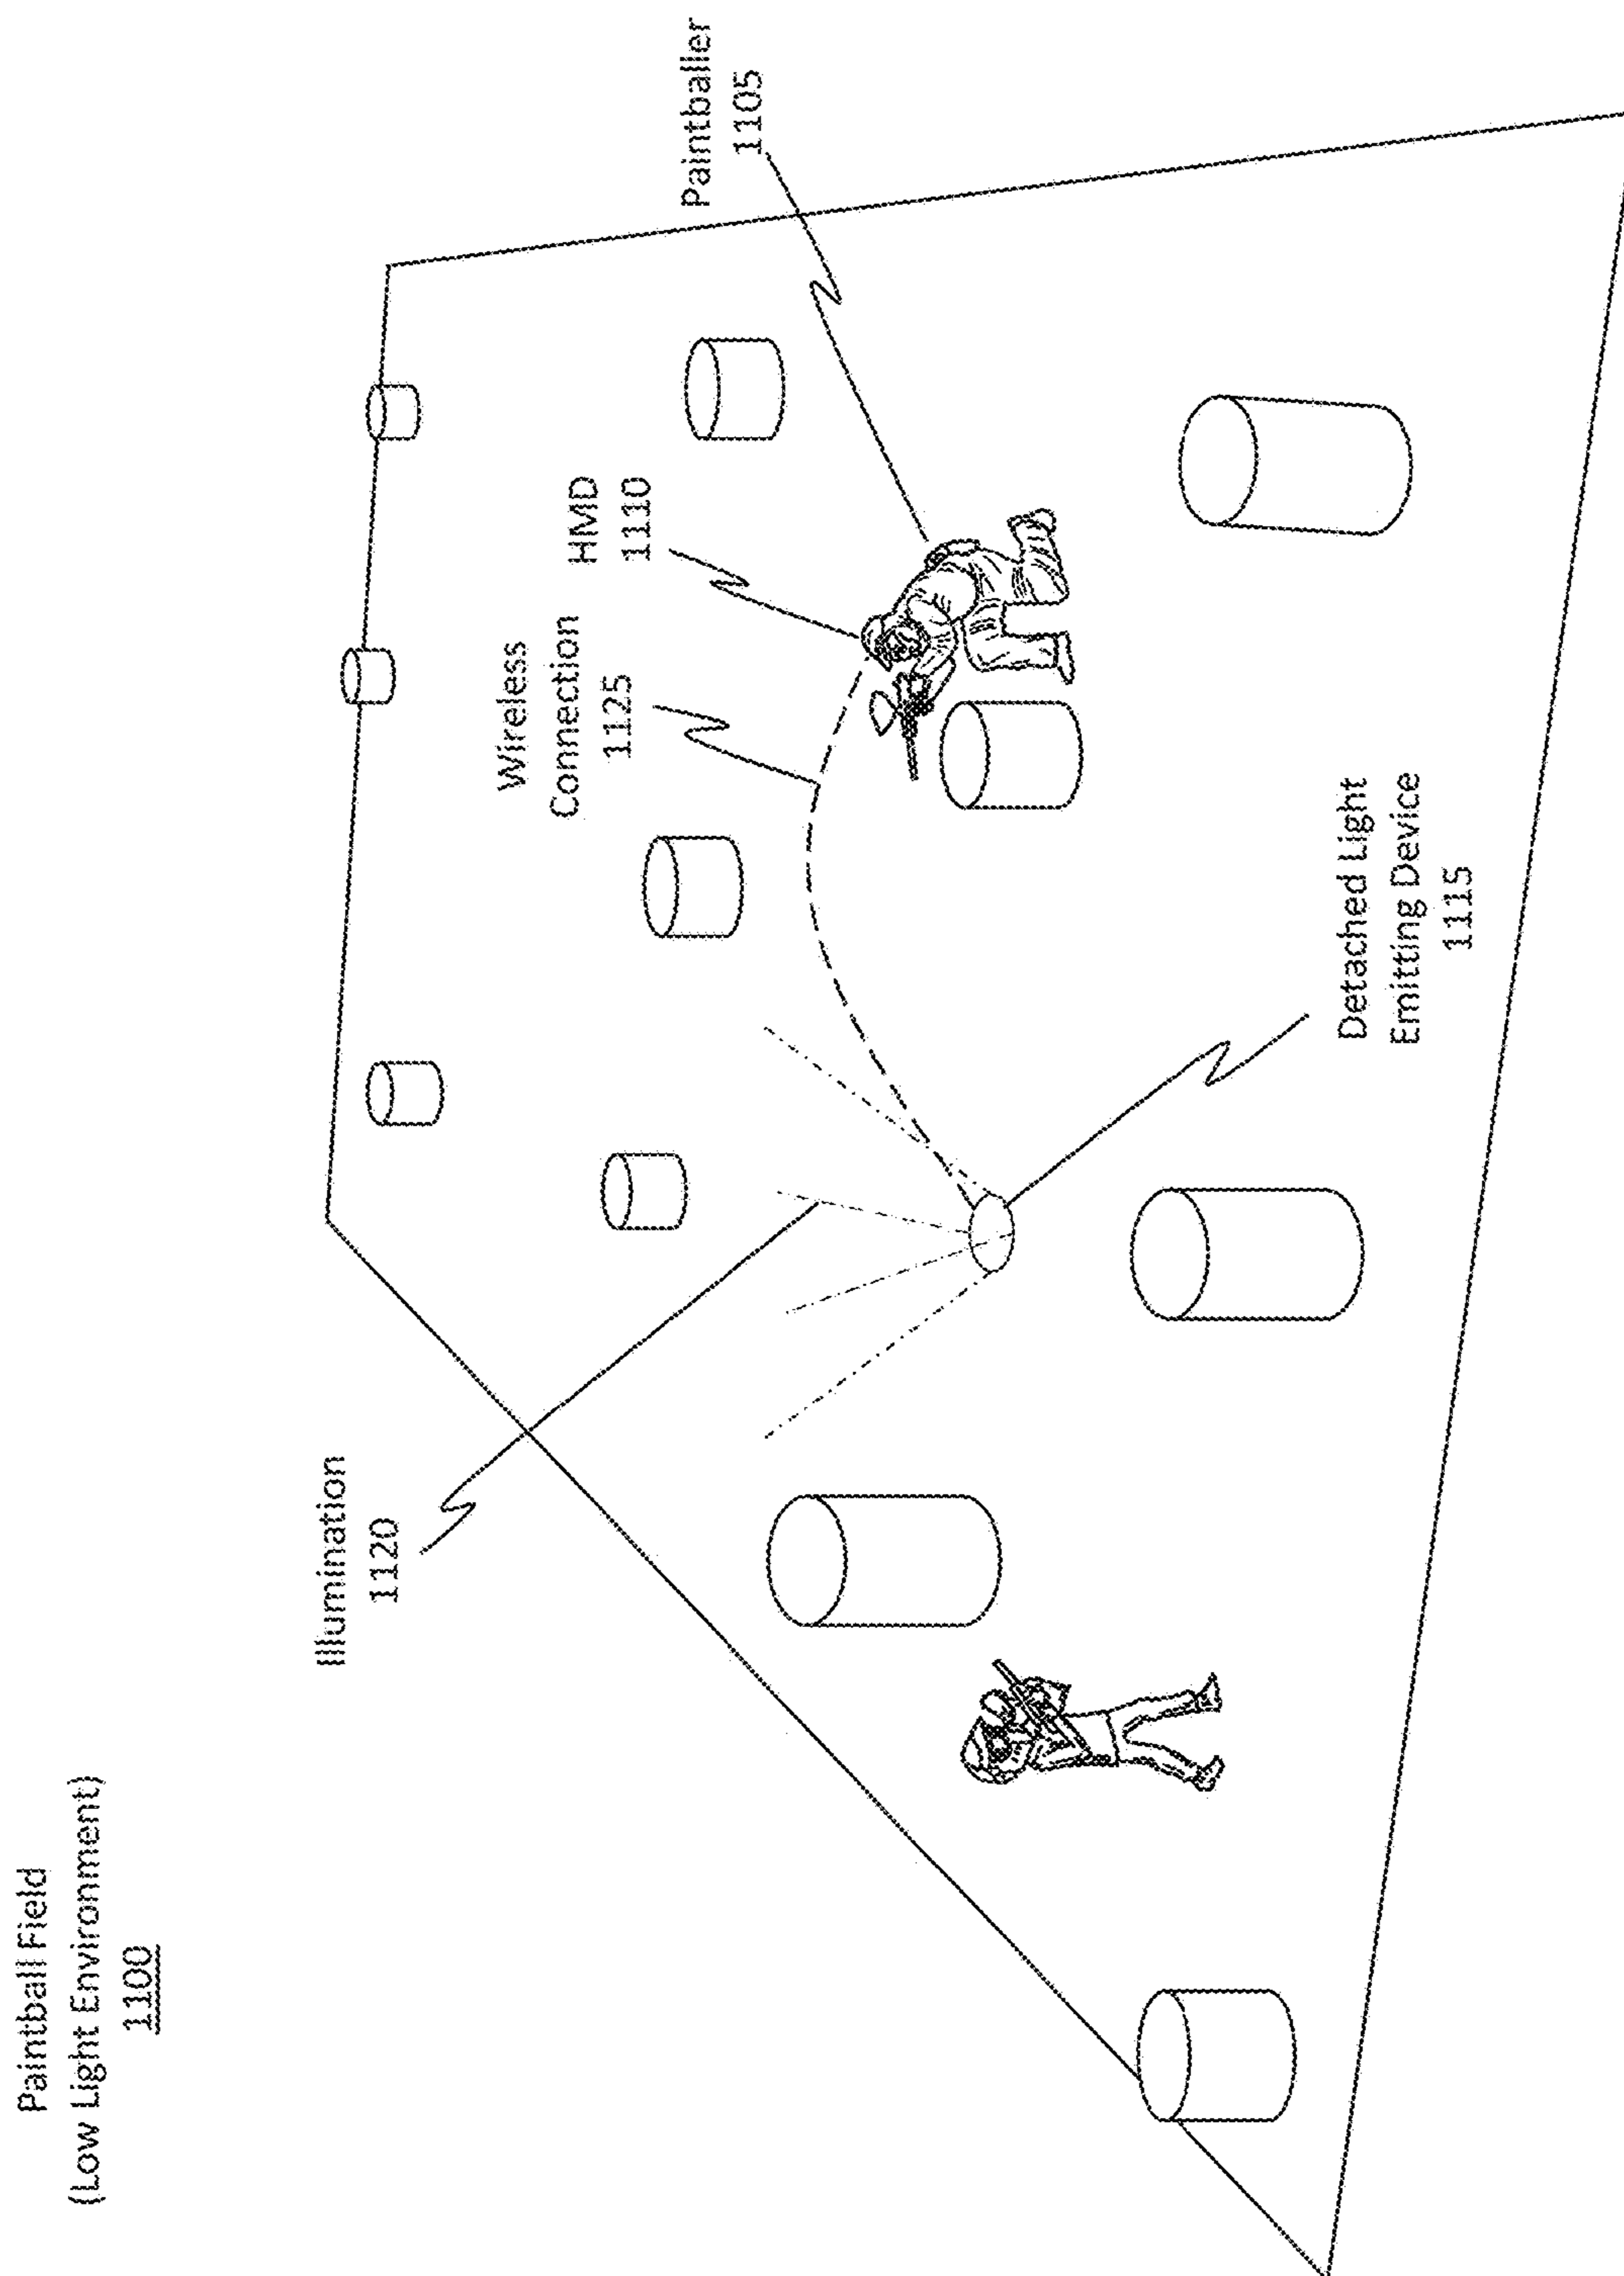 Paintball Field
(Low Light Environment)
1100
Illumination
1120
Wireless
Connection
1125
HMD
1110
Paintballer
1105
Detached Light
Emitting Device
1115